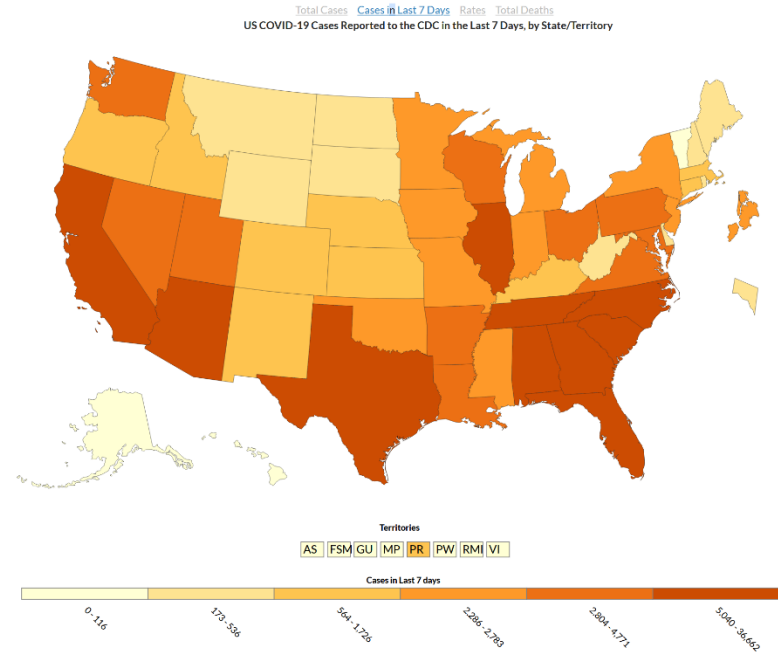 Total Cases Cases in Last 7 Days Rates Total Deaths
US COVID-19 Cases Reported to the CDC in the Last 7 Days, by State/Territory
Territories
AS FSM GU MP PR PW RMI VI
Cases in Last 7 days
0 - 116 173 - 536 564 - 1,726 2,286 - 2,783 2,804 - 4,771 5,040 - 36,662